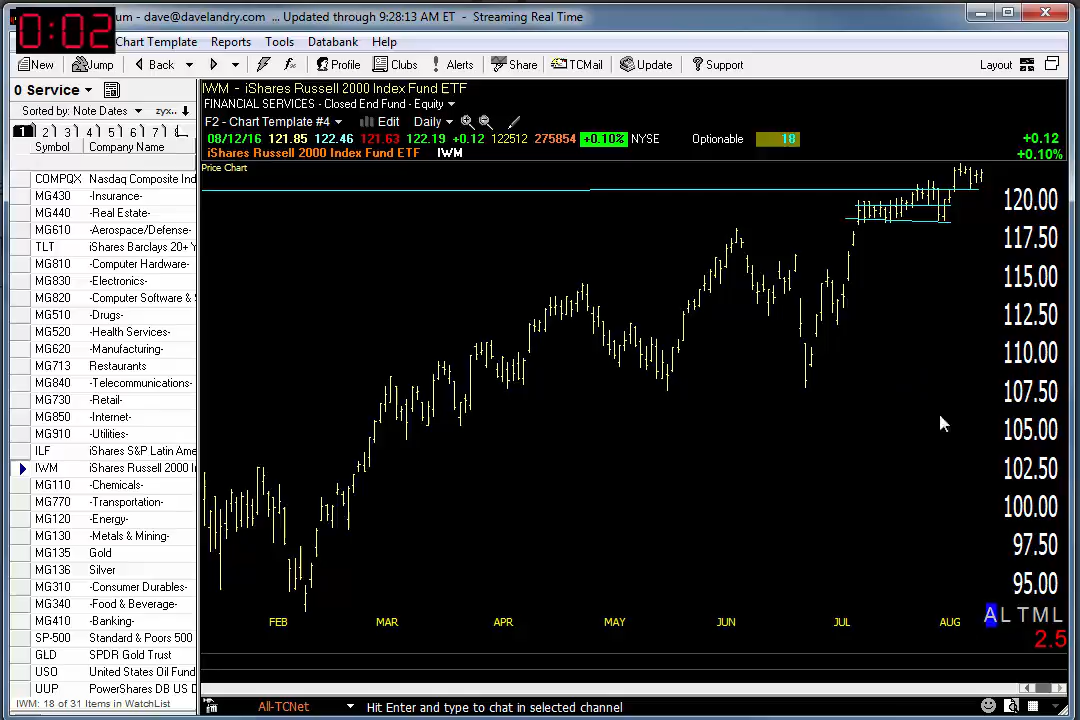 um - dave@davelandry.com ... Updated through 9:28:13 AM ET - Streaming Real Time
0:02
Chart Template Reports Tools Databank Help
New Jump Back Profile Clubs Alerts Share TCMail Update Support Layout
0 Service
Sorted by: Note Dates zyx..
1 2 3 4 5 6 7
Symbol Company Name
IWM - iShares Russell 2000 Index Fund ETF
FINANCIAL SERVICES - Closed End Fund - Equity
F2 - Chart Template #4 Edit Daily
08/12/16 121.85 122.46 121.63 122.19 +0.12 122512 275854 +0.10% NYSE Optionable 18 +0.12
iShares Russell 2000 Index Fund ETF IWM +0.10%
Price Chart
COMPQX Nasdaq Composite Ind
MG430 -Insurance-
MG440 -Real Estate-
MG610 -Aerospace/Defense-
TLT iShares Barclays 20+ Y
MG810 -Computer Hardware-
MG830 -Electronics-
MG820 -Computer Software &
MG510 -Drugs-
MG520 -Health Services-
MG620 -Manufacturing-
MG713 Restaurants
MG840 -Telecommunications-
MG730 -Retail-
MG850 -Internet-
MG910 -Utilities-
ILF iShares S&P Latin Ame
IWM iShares Russell 2000 I
MG110 -Chemicals-
MG770 -Transportation-
MG120 -Energy-
MG130 -Metals & Mining-
MG135 Gold
MG136 Silver
MG310 -Consumer Durables-
MG340 -Food & Beverage-
MG410 -Banking-
SP-500 Standard & Poors 500
GLD SPDR Gold Trust
USO United States Oil Fund
UUP PowerShares DB US D
120.00
117.50
115.00
112.50
110.00
107.50
105.00
102.50
100.00
97.50
95.00
FEB MAR APR MAY JUN JUL AUG
A L T M L
2.5
IWM: 18 of 31 Items in WatchList
All-TCNet Hit Enter and type to chat in selected channel